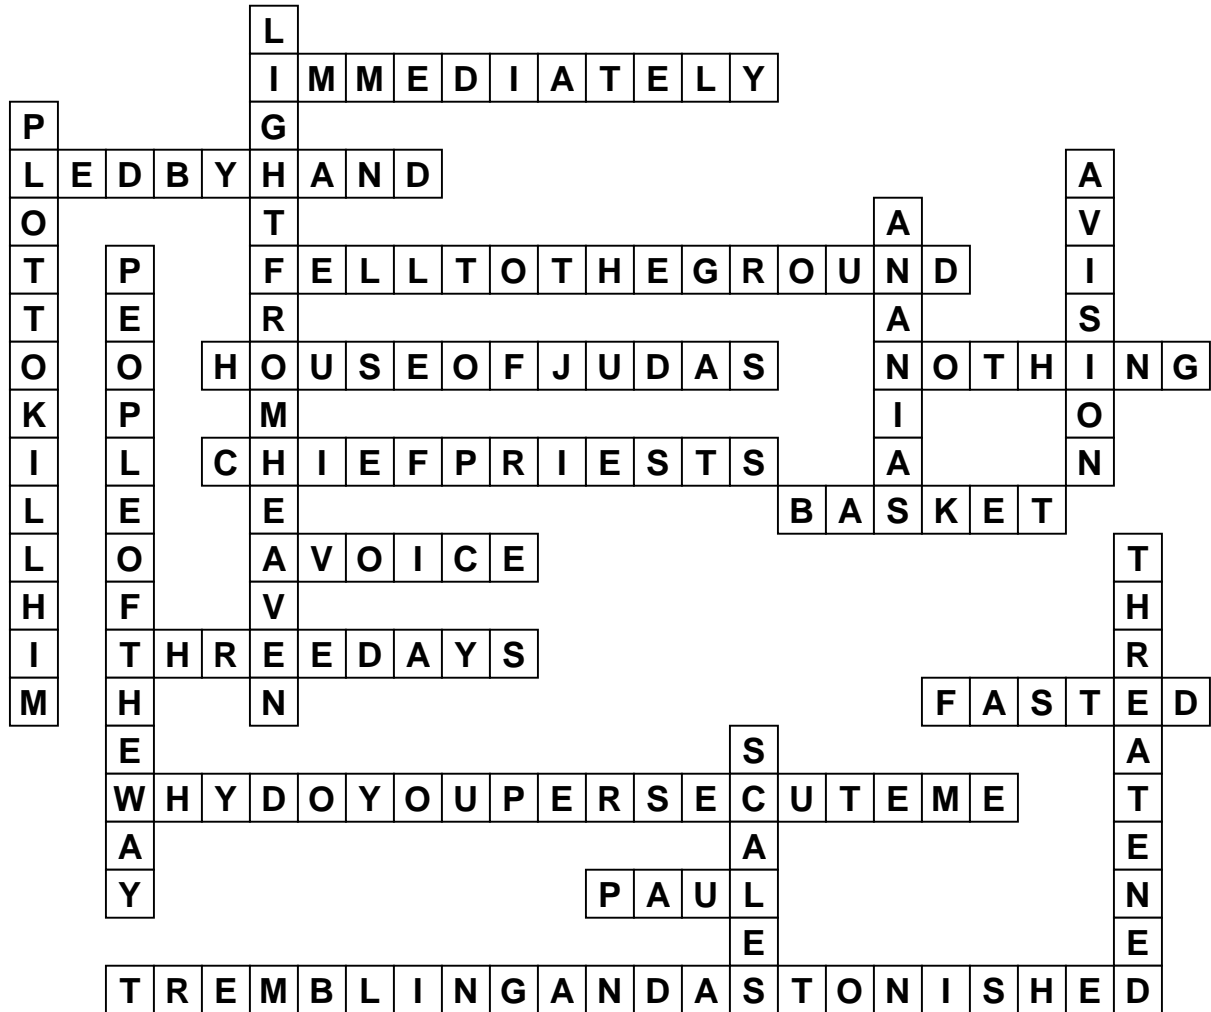 LIGHTFROMHEAVEN
IMMEDIATELY
PLOTTOKILLHIM
LEDBYHAND
AVISION
ANANIAS
PEOPLEOFTHEWAY
FELLTOTHEGROUND
HOUSEOFJUDAS
NOTHING
CHIEFPRIESTS
BASKET
AVOICE
THREATENED
THREEDAYS
FASTED
SCALES
WHYDOYOUPERSECUTEME
PAUL
TREMBLINGANDASTONISHED